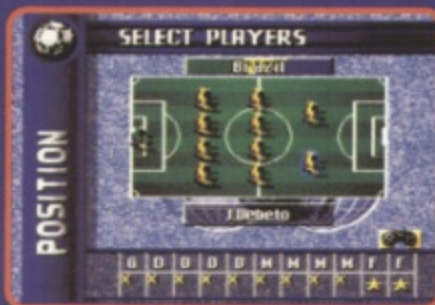 SELECT PLAYERS
Brazil
POSITION
J.Bebeto
G D D D D M M M M F F